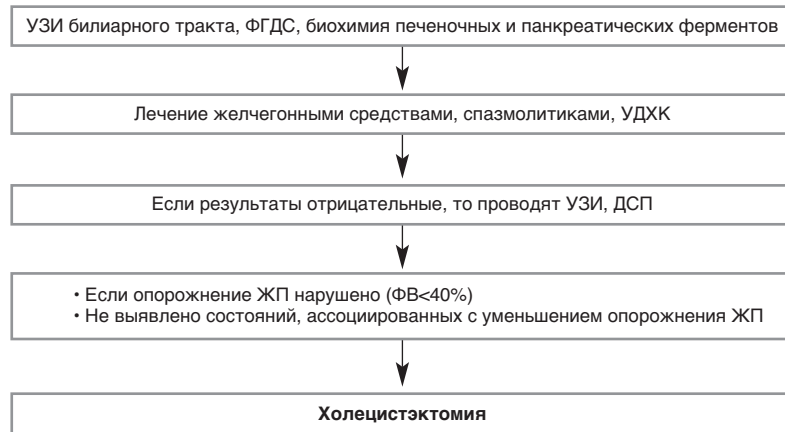 УЗИ билиарного тракта, ФГДС, биохимия печеночных и панкреатических ферментов
Лечение желчегонными средствами, спазмолитиками, УДХК
Если результаты отрицательные, то проводят УЗИ, ДСП
• Если опорожнение ЖП нарушено (ФВ<40%)
• Не выявлено состояний, ассоциированных с уменьшением опорожнения ЖП
Холецистэктомия